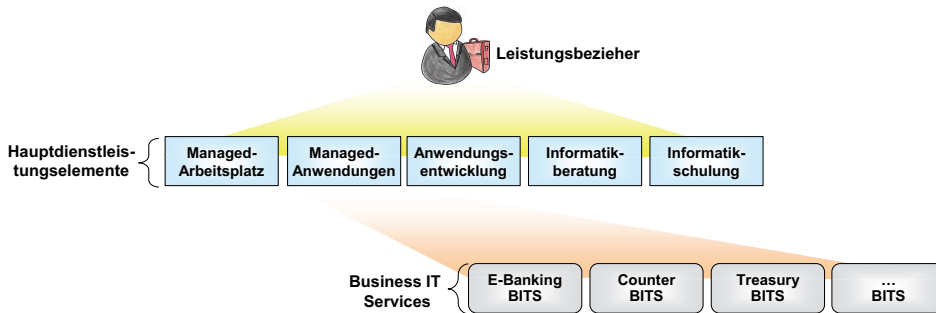 Leistungsbezieher
Hauptdienstleis-
tungselemente
Managed-
Arbeitsplatz
Managed-
Anwendungen
Anwendungs-
entwicklung
Informatik-
beratung
Informatik-
schulung
Business IT
Services
E-Banking
BITS
Counter
BITS
Treasury
BITS
…
BITS